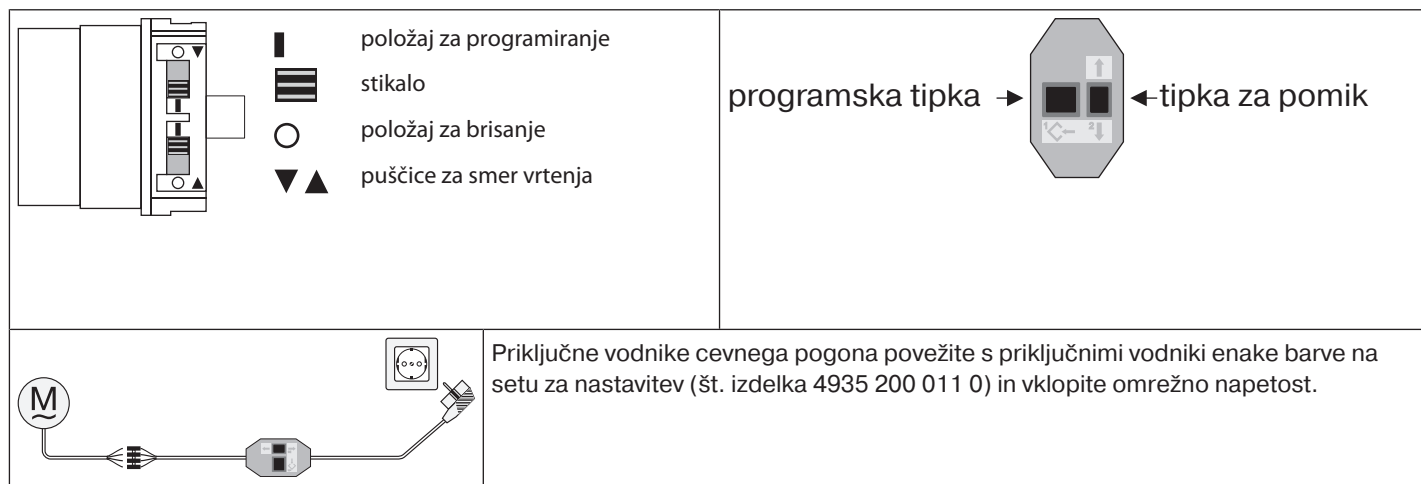 položaj za programiranje
stikalo
položaj za brisanje
puščice za smer vrtenja
programska tipka
tipka za pomik
1
2
M
Priključne vodnike cevnega pogona povežite s priključnimi vodniki enake barve na
setu za nastavitev (št. izdelka 4935 200 011 0) in vklopite omrežno napetost.